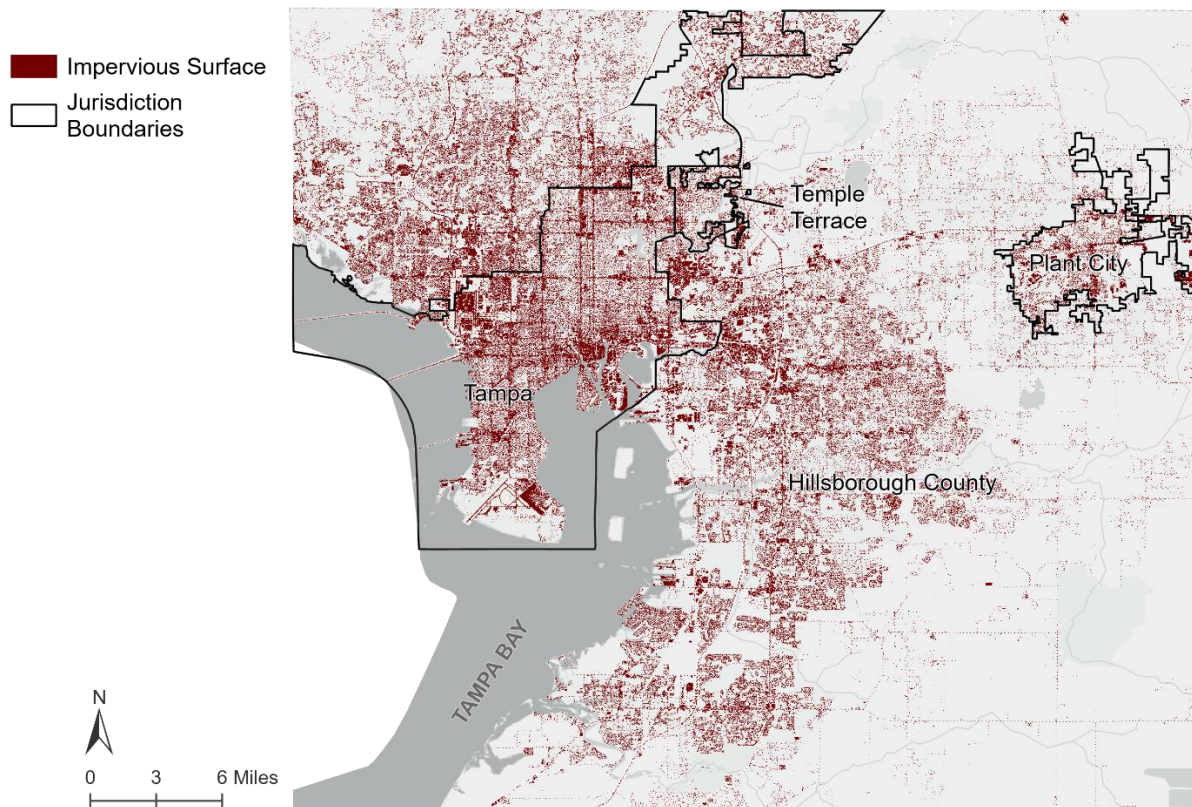 Impervious Surface
Jurisdiction
Boundaries
Temple
Terrace
Plant City
Tampa
Hillsborough County
TAMPA BAY
N
0 3 6 Miles